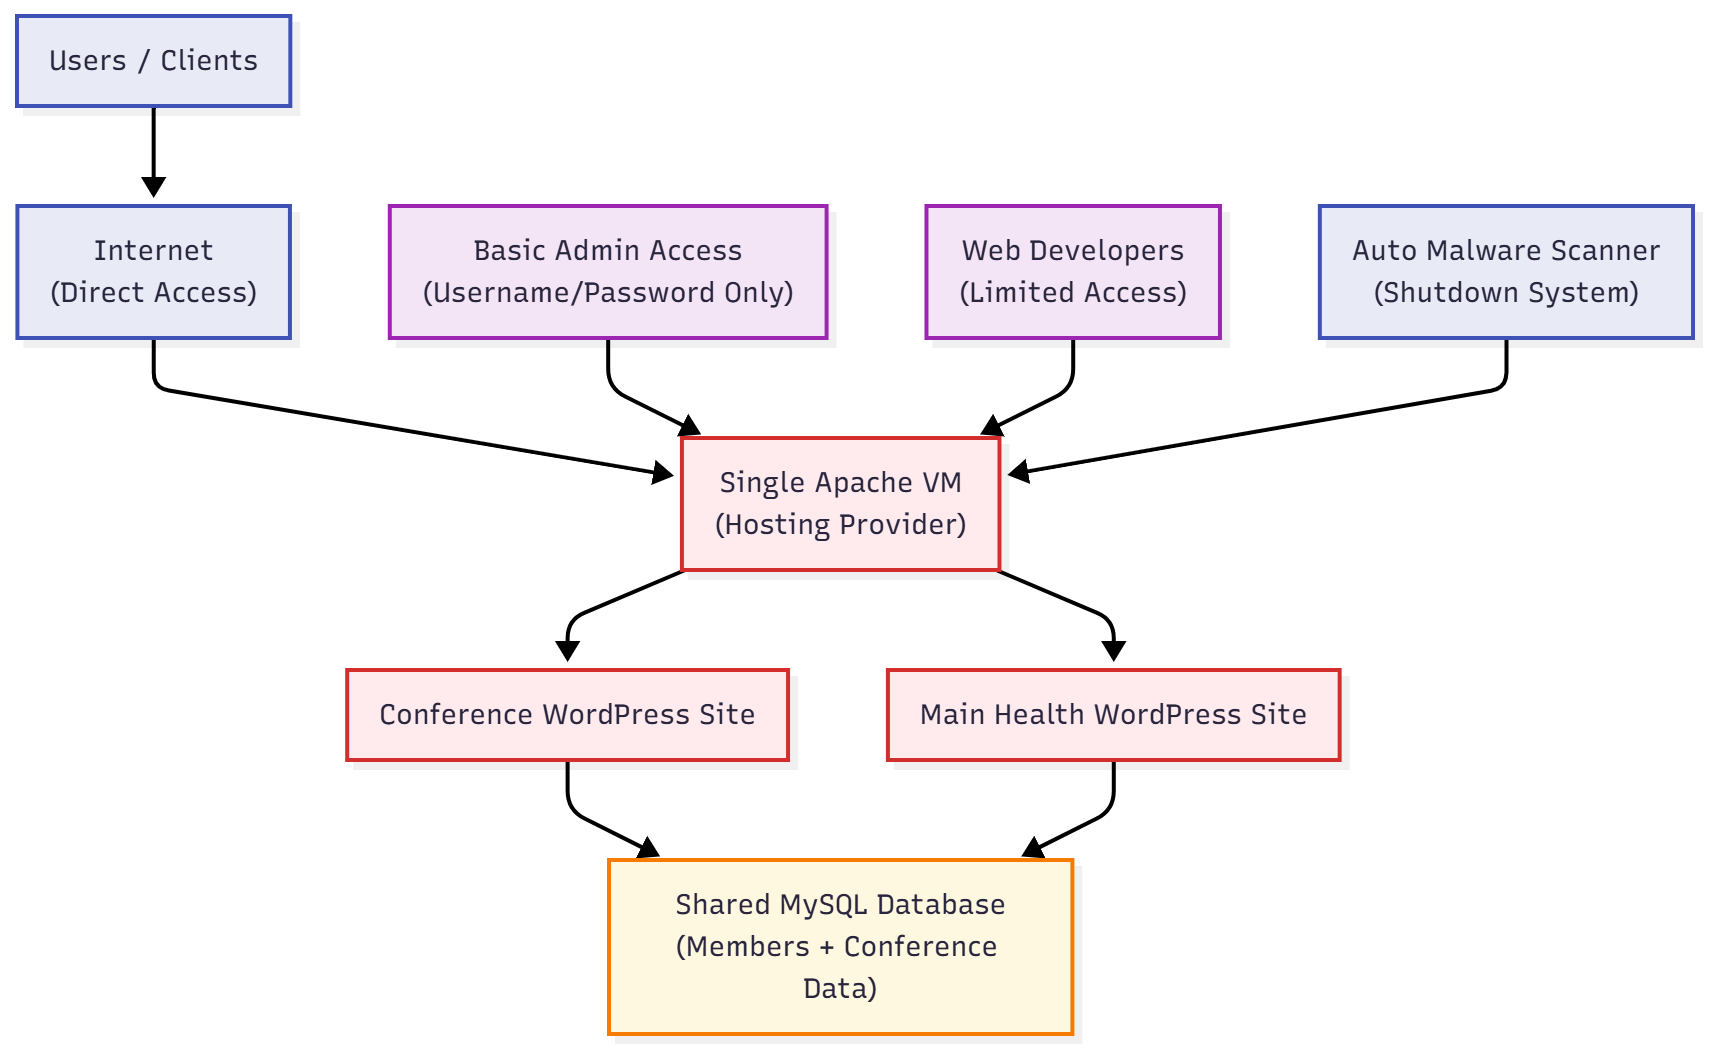 Users / Clients
Internet
(Direct Access)
Basic Admin Access
(Username/Password Only)
Web Developers
(Limited Access)
Auto Malware Scanner
(Shutdown System)
Single Apache VM
(Hosting Provider)
Conference WordPress Site
Main Health WordPress Site
Shared MySQL Database
(Members + Conference
Data)